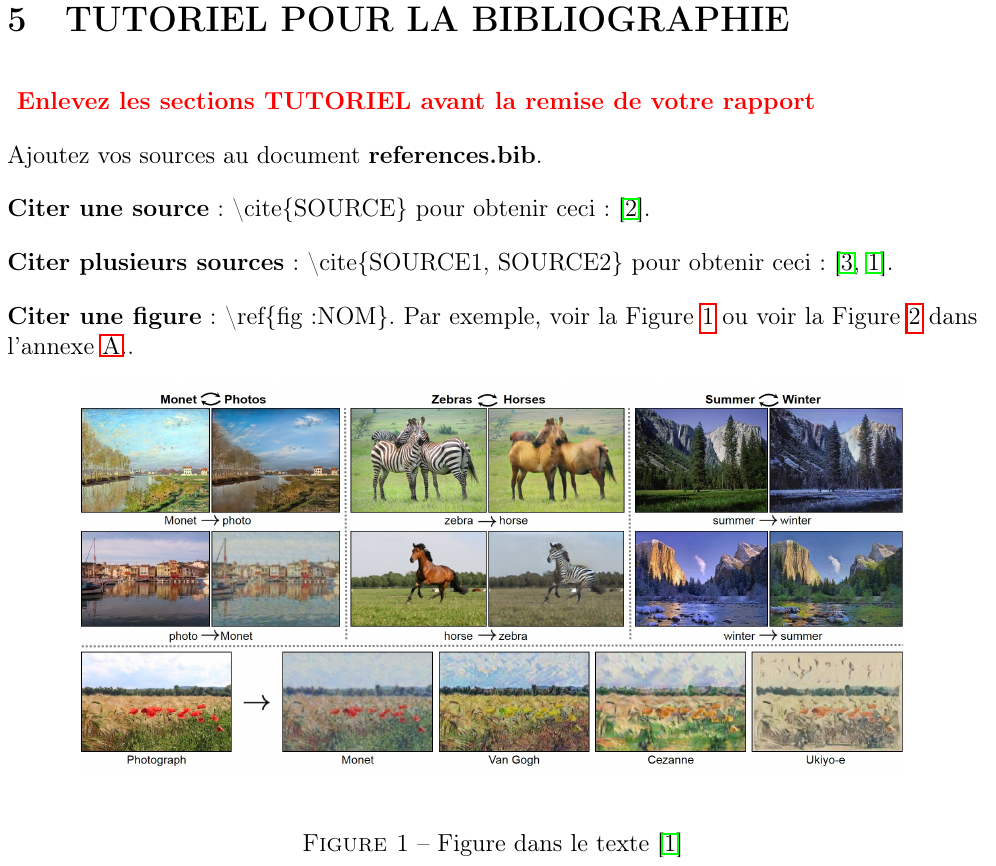 5 TUTORIEL POUR LA BIBLIOGRAPHIE
Enlevez les sections TUTORIEL avant la remise de votre rapport
Ajoutez vos sources au document references.bib.
Citer une source : \cite{SOURCE} pour obtenir ceci : [2].
Citer plusieurs sources : \cite{SOURCE1, SOURCE2} pour obtenir ceci : [3, 1].
Citer une figure : \ref{fig :NOM}. Par exemple, voir la Figure 1 ou voir la Figure 2 dans
l'annexe A..
Monet Photos Zebras Horses Summer Winter
Monet → photo zebra → horse summer → winter
photo → Monet horse → zebra winter → summer
→
Photograph Monet Van Gogh Cezanne Ukiyo-e
FIGURE 1 – Figure dans le texte [1]